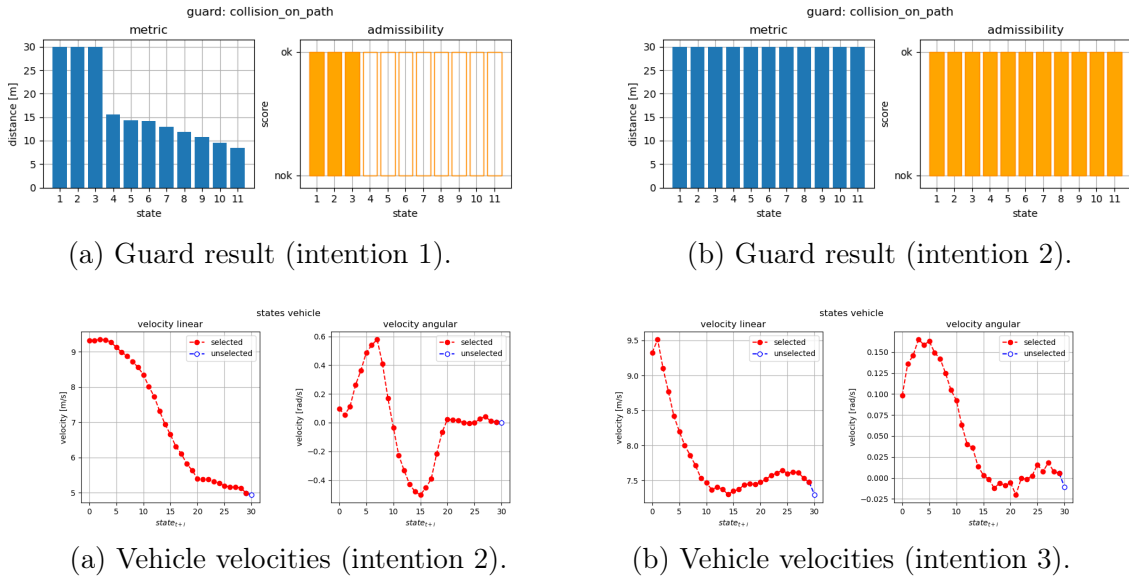 guard: collision_on_path
metric
admissibility
distance [m]
30
25
20
15
10
5
0
1 2 3 4 5 6 7 8 9 10 11
state
score
ok
nok
1 2 3 4 5 6 7 8 9 10 11
state
(a) Guard result (intention 1).
guard: collision_on_path
metric
admissibility
distance [m]
30
25
20
15
10
5
0
1 2 3 4 5 6 7 8 9 10 11
state
score
ok
nok
1 2 3 4 5 6 7 8 9 10 11
state
(b) Guard result (intention 2).
states vehicle
velocity linear
velocity [m/s]
9
8
7
6
5
selected
unselected
0 5 10 15 20 25 30
state_{t+i}
velocity angular
velocity [rad/s]
0.6
0.4
0.2
0.0
−0.2
−0.4
selected
unselected
0 5 10 15 20 25 30
state_{t+i}
(a) Vehicle velocities (intention 2).
states vehicle
velocity linear
velocity [m/s]
9.5
9.0
8.5
8.0
7.5
selected
unselected
0 5 10 15 20 25 30
state_{t+i}
velocity angular
velocity [rad/s]
0.150
0.125
0.100
0.075
0.050
0.025
0.000
−0.025
selected
unselected
0 5 10 15 20 25 30
state_{t+i}
(b) Vehicle velocities (intention 3).